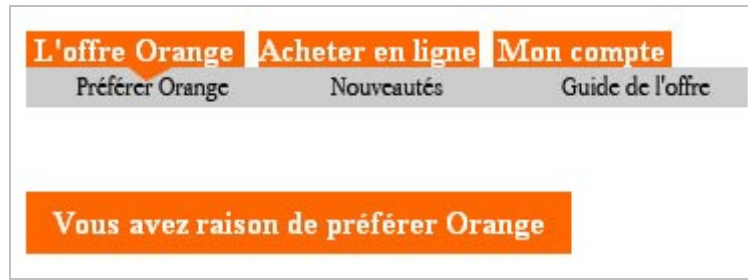 L'offre Orange Acheter en ligne Mon compte
Préférer Orange Nouveautés Guide de l'offre
Vous avez raison de préférer Orange